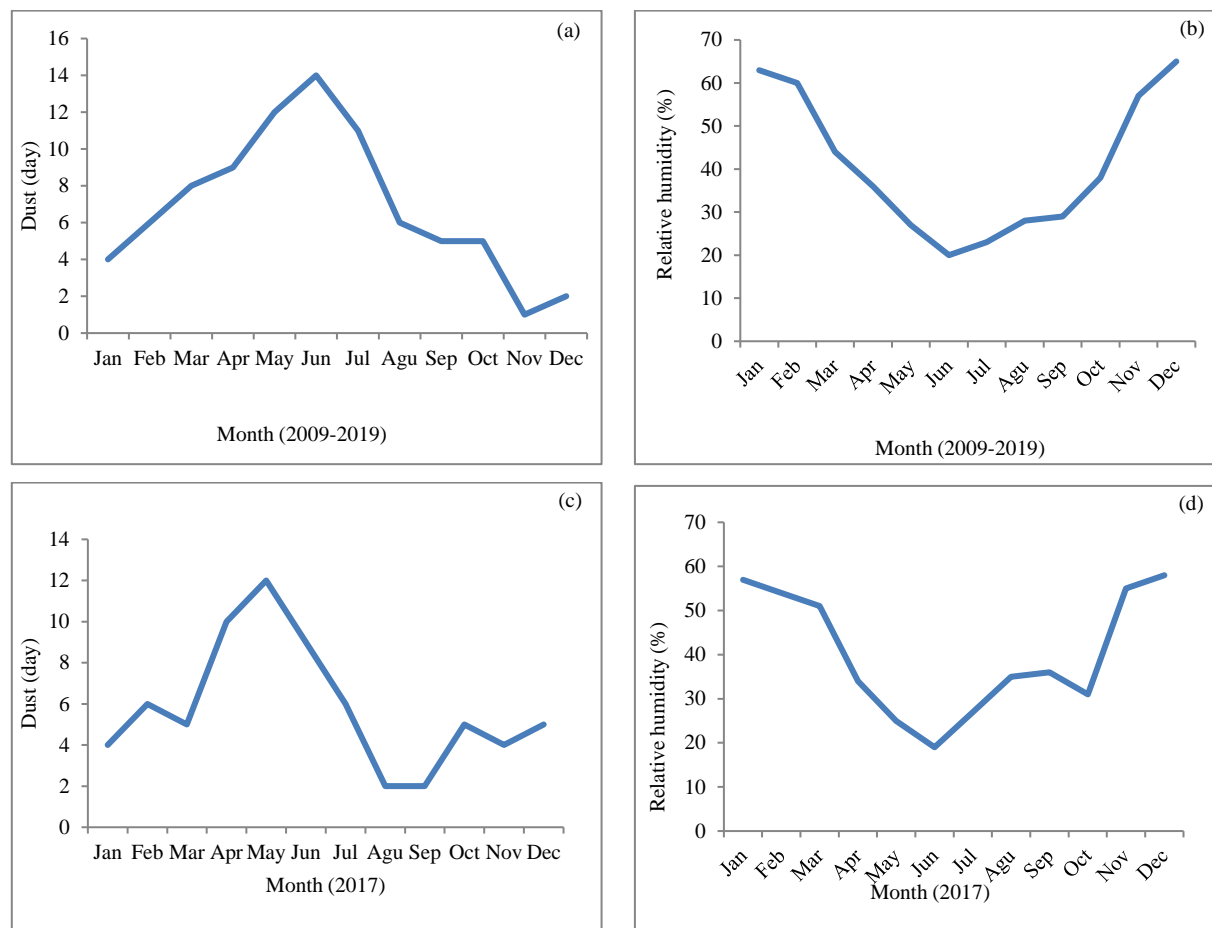 (a)
16
14
12
10
8
6
4
2
0
Dust (day)
Jan Feb Mar Apr May Jun Jul Agu Sep Oct Nov Dec
Month (2009-2019)
(b)
70
60
50
40
30
20
10
0
Relative humidity (%)
Jan Feb Mar Apr May Jun Jul Agu Sep Oct Nov Dec
Month (2009-2019)
(c)
14
12
10
8
6
4
2
0
Dust (day)
Jan Feb Mar Apr May Jun Jul Agu Sep Oct Nov Dec
Month (2017)
(d)
70
60
50
40
30
20
10
0
Relative humidity (%)
Jan Feb Mar Apr May Jun Jul Agu Sep Oct Nov Dec
Month (2017)